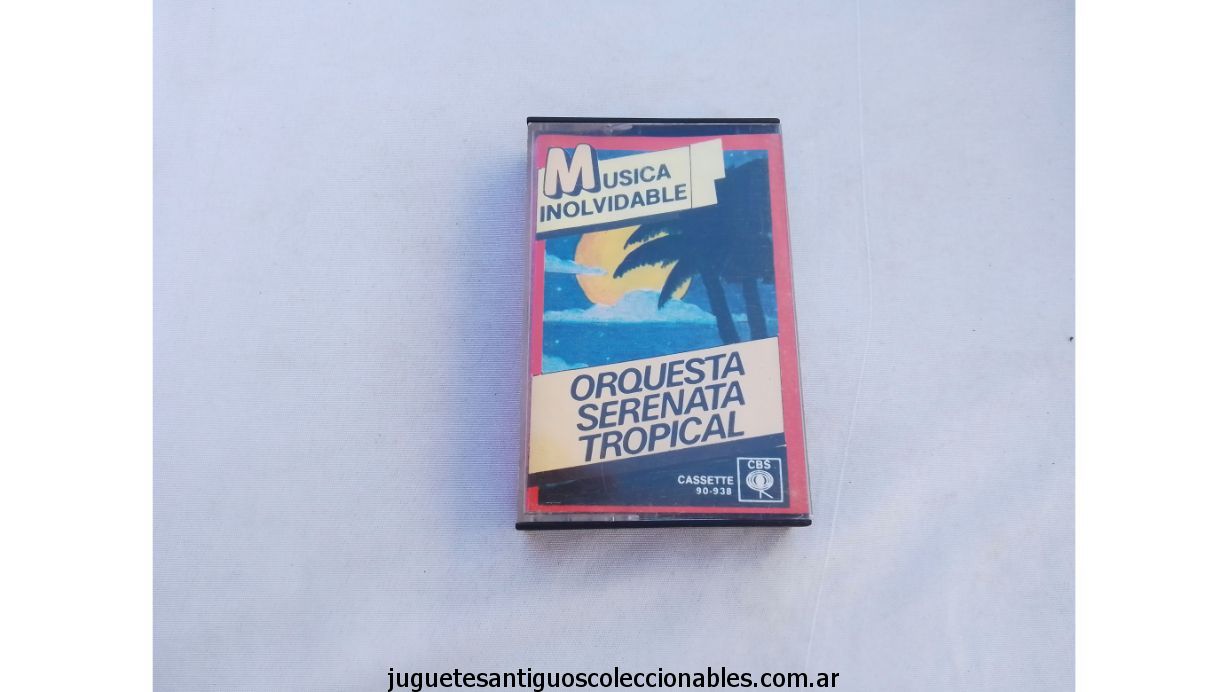 MUSICA
INOLVIDABLE
ORQUESTA
SERENATA
TROPICAL
CASSETTE
90-938
CBS
juguetesantiguoscoleccionables.com.ar